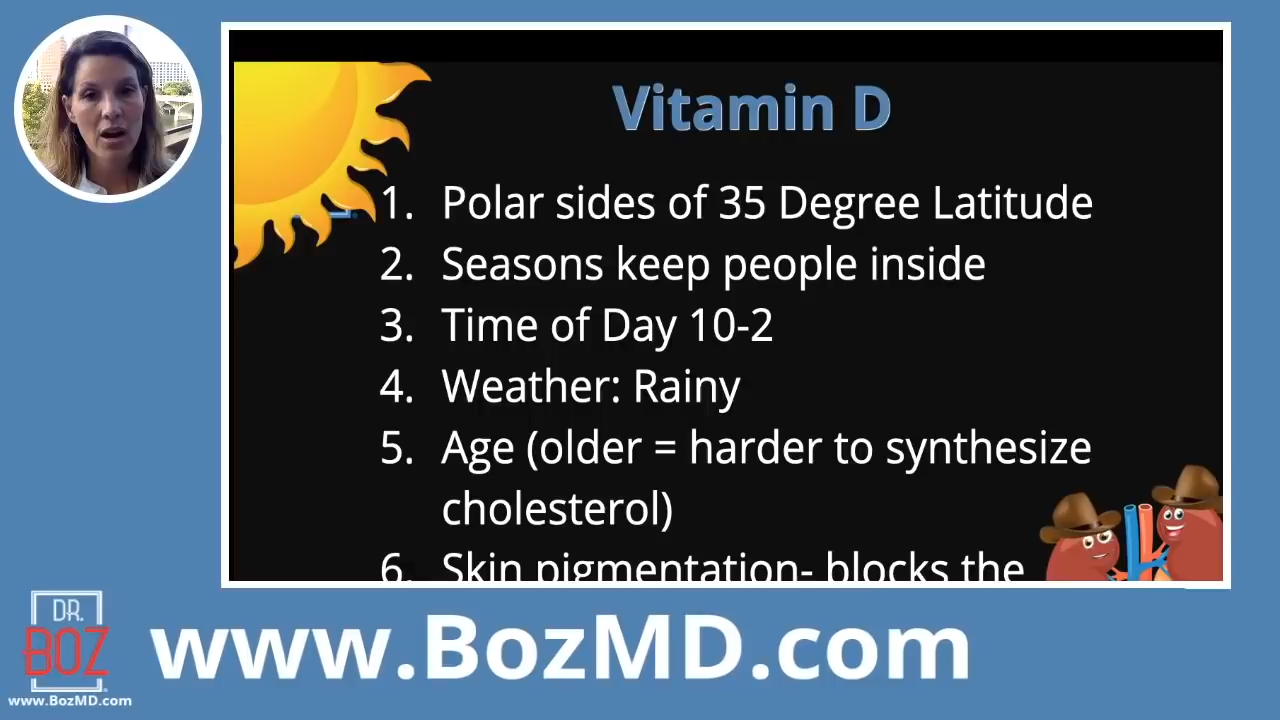 Vitamin D
1. Polar sides of 35 Degree Latitude
2. Seasons keep people inside
3. Time of Day 10-2
4. Weather: Rainy
5. Age (older = harder to synthesize
cholesterol)
6. Skin pigmentation- blocks the
DR.
BOZ
www.BozMD.com
www.BozMD.com